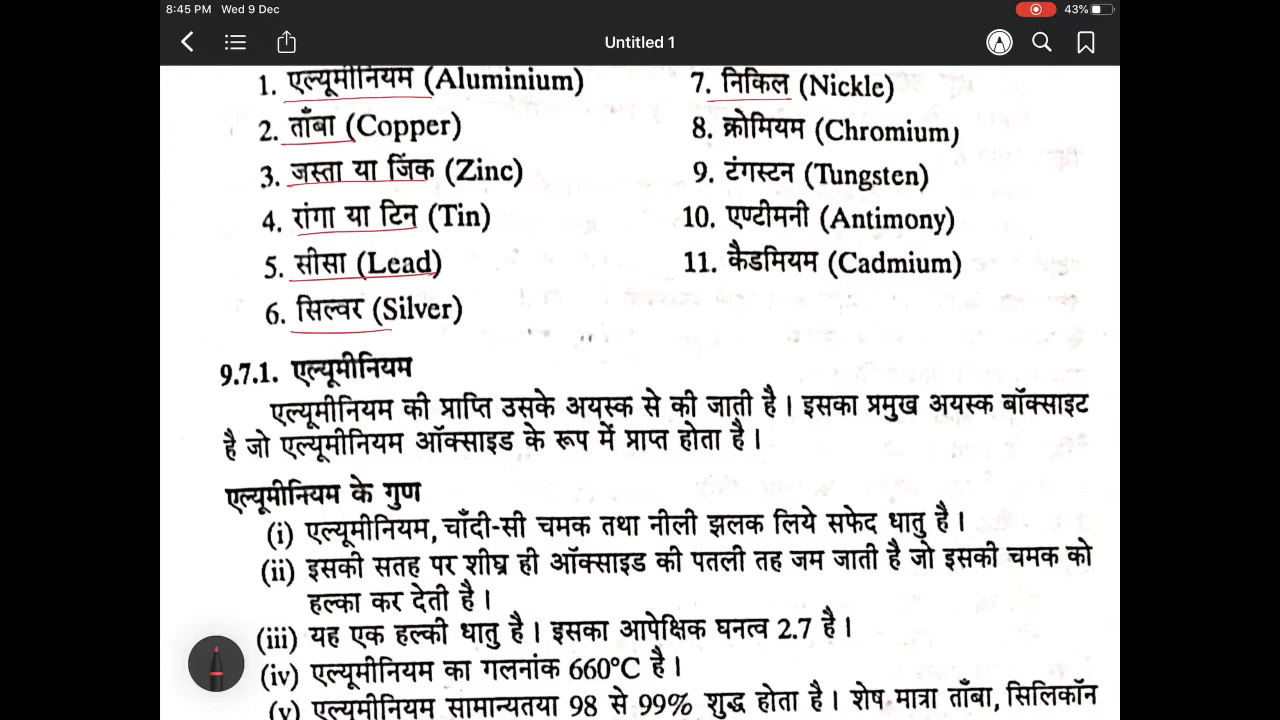 8:45 PM Wed 9 Dec
43%
Untitled 1
1. एल्यूमीनियम (Aluminium)
2. ताँबा (Copper)
3. जस्ता या जिंक (Zinc)
4. रांगा या टिन (Tin)
5. सीसा (Lead)
6. सिल्वर (Silver)
7. निकिल (Nickle)
8. क्रोमियम (Chromium)
9. टंगस्टन (Tungsten)
10. एण्टीमनी (Antimony)
11. कैडमियम (Cadmium)
9.7.1. एल्यूमीनियम
एल्यूमीनियम की प्राप्ति उसके अयस्क से की जाती है। इसका प्रमुख अयस्क बॉक्साइट
है जो एल्यूमीनियम ऑक्साइड के रूप में प्राप्त होता है।
एल्यूमीनियम के गुण
(i) एल्यूमीनियम, चाँदी-सी चमक तथा नीली झलक लिये सफेद धातु है।
(ii) इसकी सतह पर शीघ्र ही ऑक्साइड की पतली तह जम जाती है जो इसकी चमक को
हल्का कर देती है।
(iii) यह एक हल्की धातु है। इसका आपेक्षिक घनत्व 2.7 है।
(iv) एल्यूमीनियम का गलनांक 660°C है।
(v) एल्यूमीनियम सामान्यतया 98 से 99% शुद्ध होता है। शेष मात्रा ताँबा, सिलिकॉन